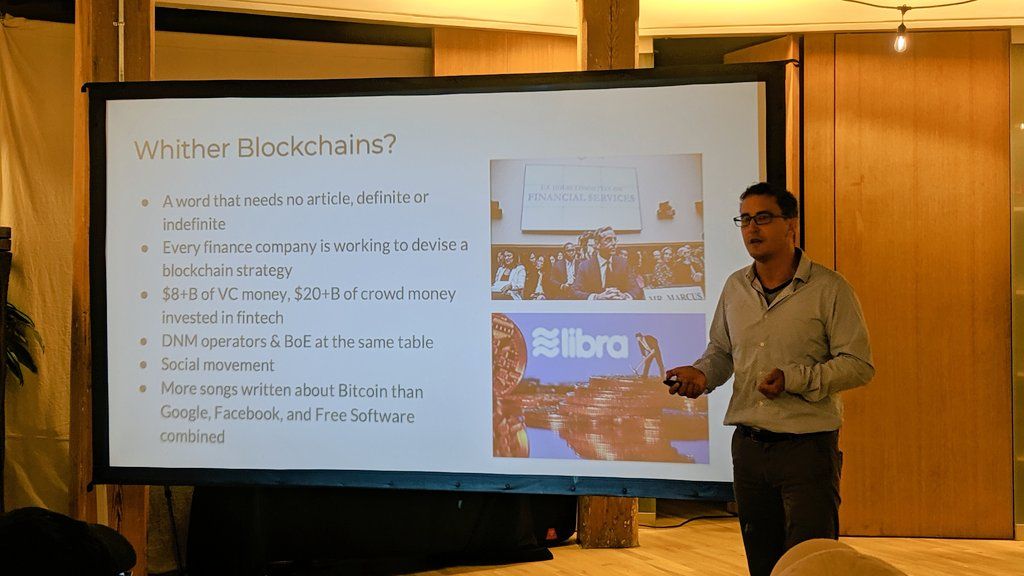 Whither Blockchains?
● A word that needs no article, definite or
indefinite
● Every finance company is working to devise a
blockchain strategy
● $8+B of VC money, $20+B of crowd money
invested in fintech
● DNM operators & BoE at the same table
● Social movement
● More songs written about Bitcoin than
Google, Facebook, and Free Software
combined
FINANCIAL SERVICES
MR. MARCUS
libra